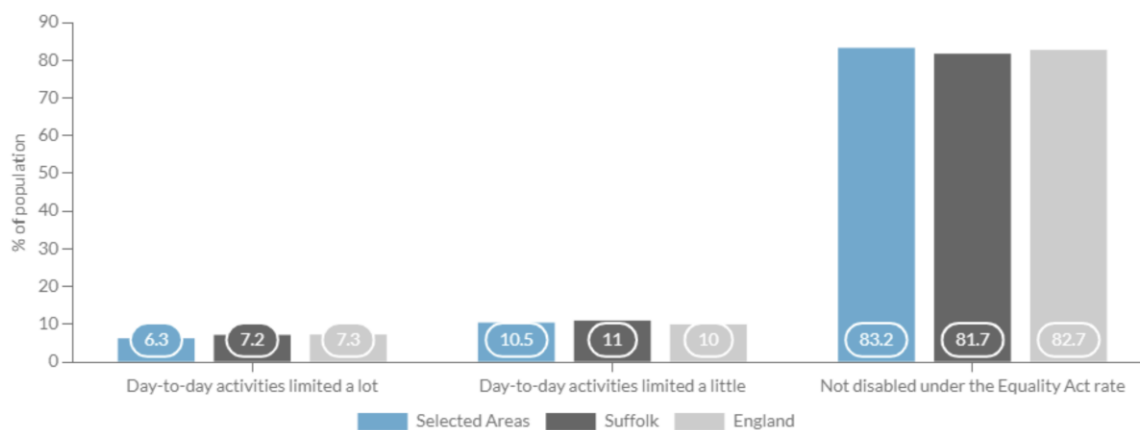 90
80
70
60
50
40
30
20
10
0
% of population
6.3 7.2 7.3 10.5 11 10 83.2 81.7 82.7
Day-to-day activities limited a lot Day-to-day activities limited a little Not disabled under the Equality Act rate
Selected Areas Suffolk England